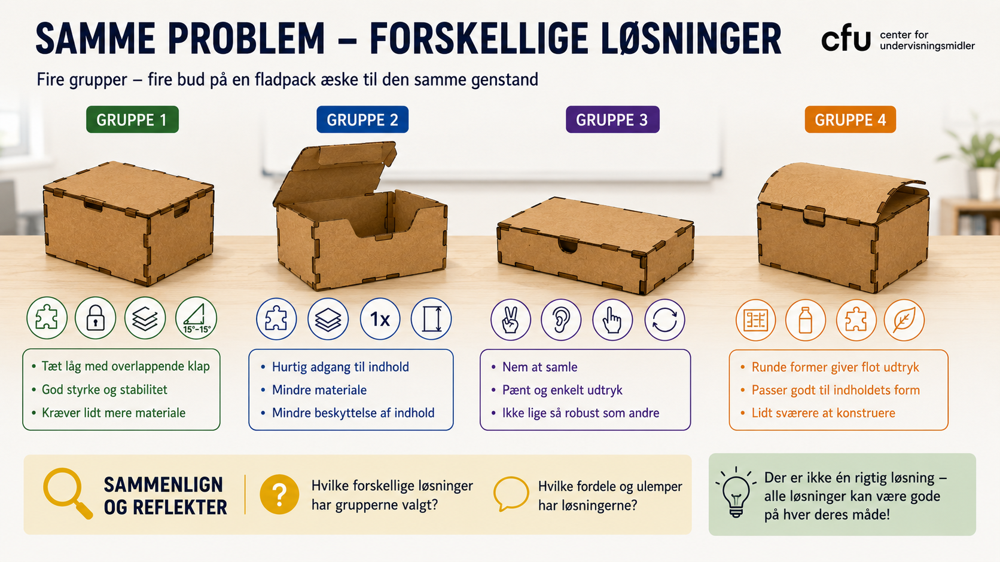 SAMME PROBLEM – FORSKELLIGE LØSNINGER
cfu
center for
undervisningsmidler
Fire grupper – fire bud på en fladpack æske til den samme genstand
GRUPPE 1
GRUPPE 2
GRUPPE 3
GRUPPE 4
15°–15°
1x
• Tæt låg med overlappende klap
• God styrke og stabilitet
• Kræver lidt mere materiale
• Hurtig adgang til indhold
• Mindre materiale
• Mindre beskyttelse af indhold
• Nem at samle
• Pænt og enkelt udtryk
• Ikke lige så robust som andre
• Runde former giver flot udtryk
• Passer godt til indholdets form
• Lidt sværere at konstruere
SAMMENLIGN
OG REFLEKTER
?
Hvilke forskellige løsninger
har grupperne valgt?
Hvilke fordele og ulemper
har løsningerne?
Der er ikke én rigtig løsning –
alle løsninger kan være gode
på hver deres måde!